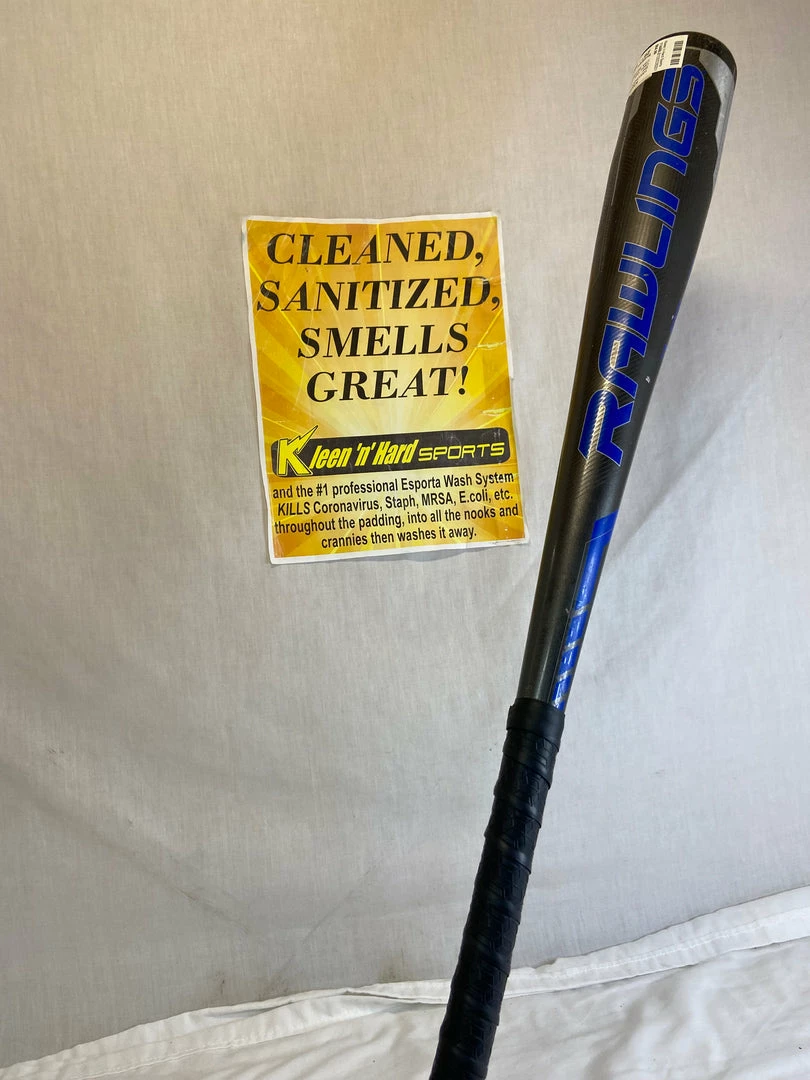 CLEANED,
SANITIZED,
SMELLS
GREAT!
Kleen 'n' Hard SPORTS
and the #1 professional Esporta Wash System
KILLS Coronavirus, Staph, MRSA, E.coli, etc.
throughout the padding, into all the nooks and
crannies then washes it away.
RAWLINGS